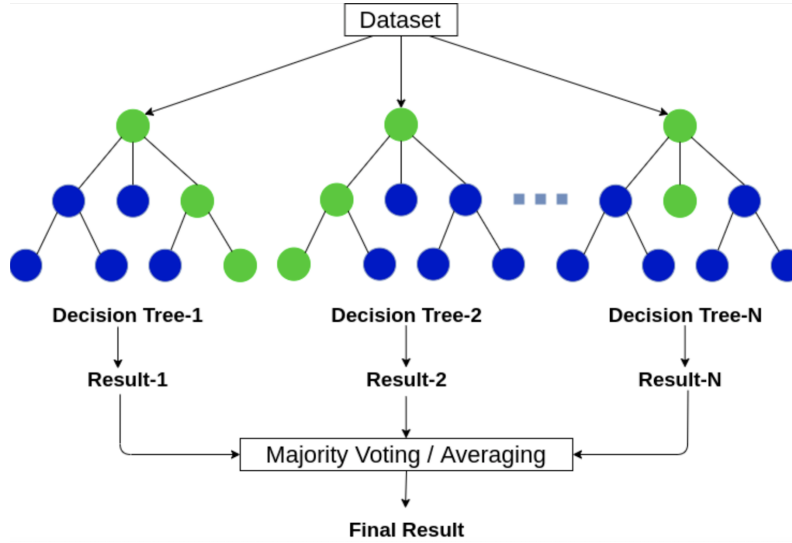 Dataset
Decision Tree-1
Decision Tree-2
Decision Tree-N
Result-1
Result-2
Result-N
Majority Voting / Averaging
Final Result